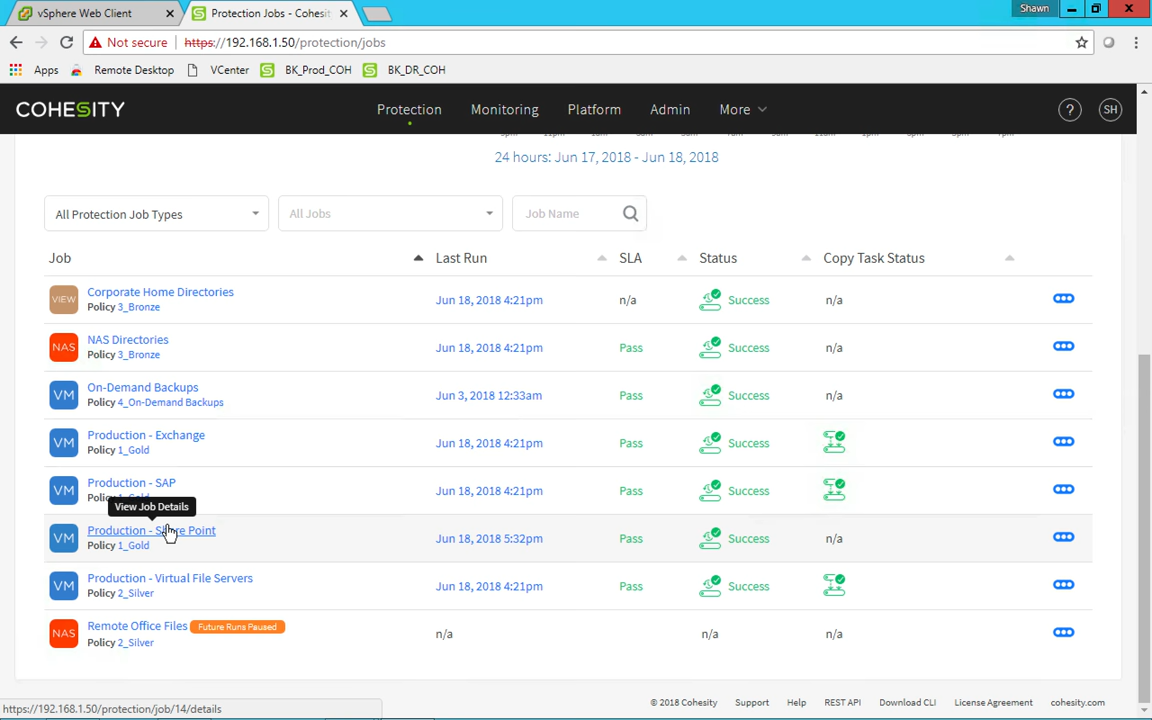 vSphere Web Client
Protection Jobs - Cohesit
Shawn
Not secure https://192.168.1.50/protection/jobs
Apps Remote Desktop VCenter BK_Prod_COH BK_DR_COH
COHESITY Protection Monitoring Platform Admin More ? SH
24 hours: Jun 17, 2018 - Jun 18, 2018
All Protection Job Types All Jobs Job Name
Job Last Run SLA Status Copy Task Status
VIEW Corporate Home Directories Jun 18, 2018 4:21pm n/a Success n/a
Policy 3_Bronze
NAS NAS Directories Jun 18, 2018 4:21pm Pass Success n/a
Policy 3_Bronze
VM On-Demand Backups Jun 3, 2018 12:33am Pass Success n/a
Policy 4_On-Demand Backups
VM Production - Exchange Jun 18, 2018 4:21pm Pass Success
Policy 1_Gold
VM Production - SAP Jun 18, 2018 4:21pm Pass Success
View Job Details
VM Production - Share Point Jun 18, 2018 5:32pm Pass Success n/a
Policy 1_Gold
VM Production - Virtual File Servers Jun 18, 2018 4:21pm Pass Success
Policy 2_Silver
NAS Remote Office Files Future Runs Paused n/a n/a n/a
Policy 2_Silver
© 2018 Cohesity Support Help REST API Download CLI License Agreement cohesity.com
https://192.168.1.50/protection/job/14/details